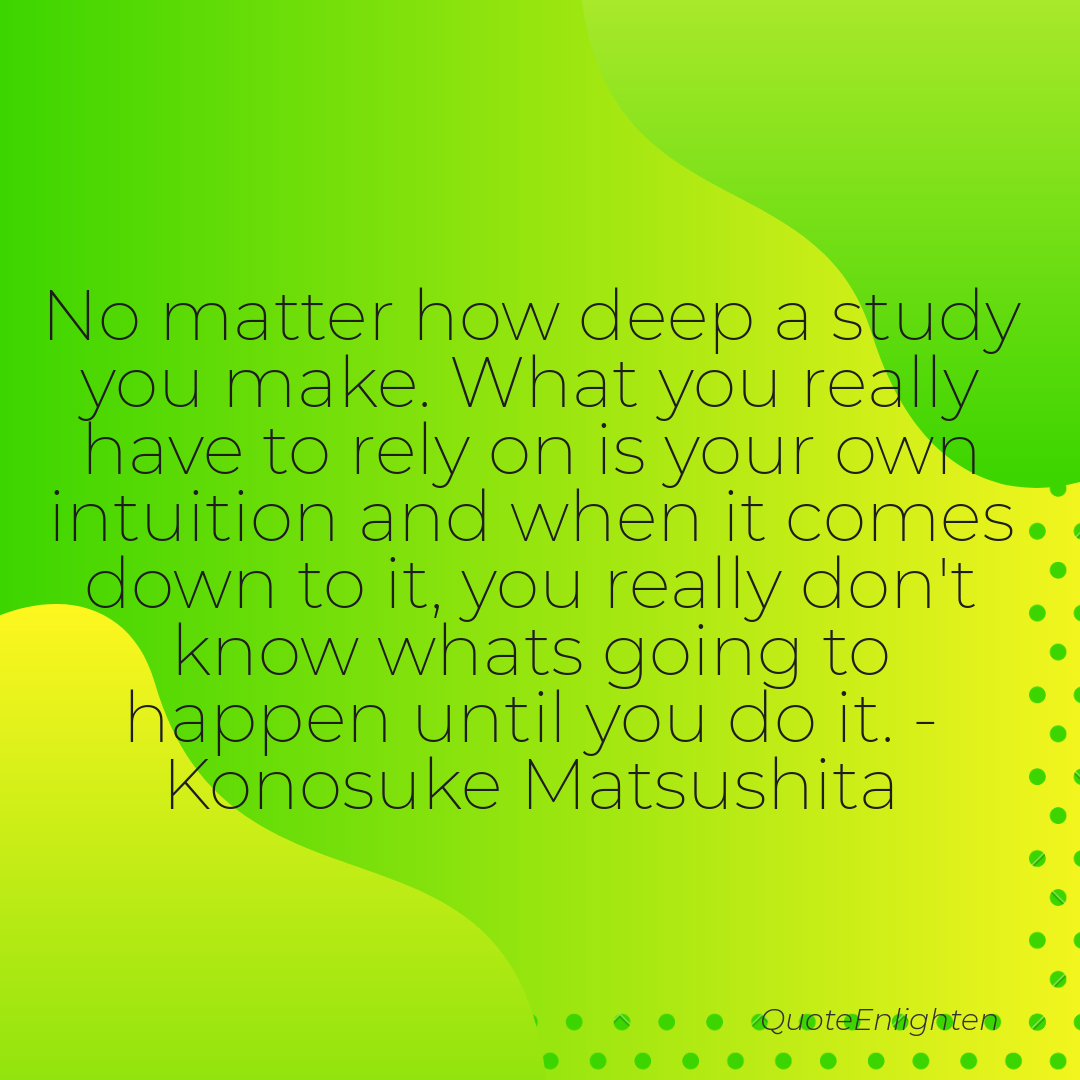 No matter how deep a study
you make. What you really
have to rely on is your own
intuition and when it comes
down to it, you really don't
know whats going to
happen until you do it. -
Konosuke Matsushita
QuoteEnlighten